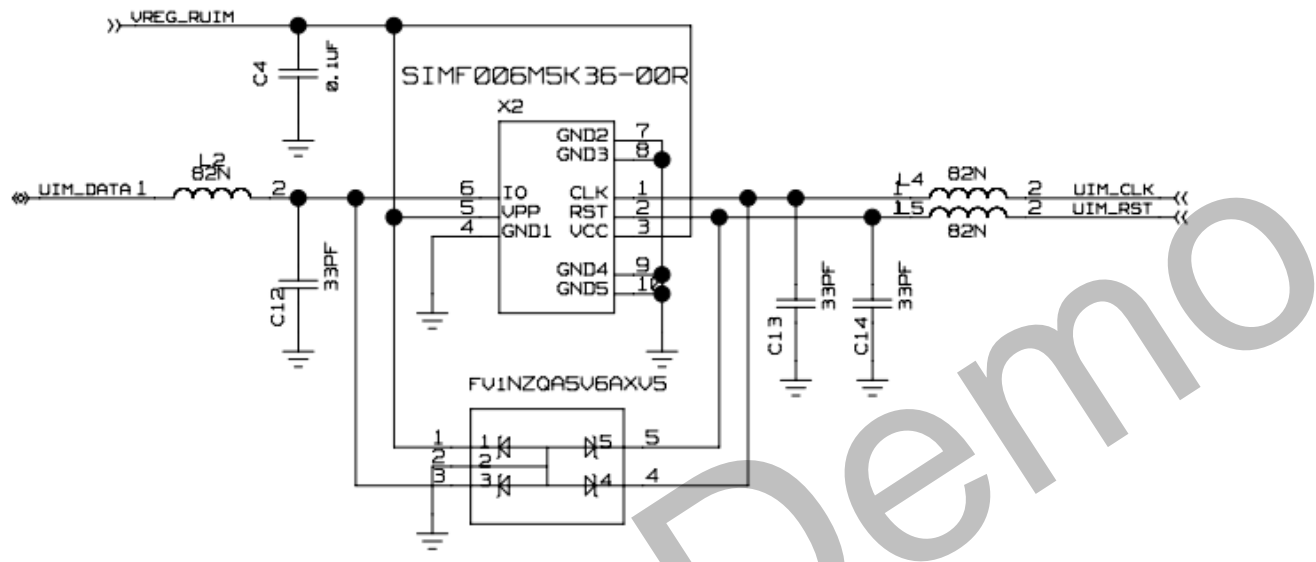 VREG_RUIM
C4
0.1UF
SIMF006M5K36-00R
X2
GND2 7
GND3 8
UIM_DATA 1
L2
82N
2
6 IO
CLK 1
5 VPP
RST 2
4 GND1
VCC 3
GND4 9
GND5 10
1 L4 82N 2 UIM_CLK
1 L5 82N 2 UIM_RST
C12
33PF
C13
33PF
C14
33PF
FV1NZQA5V6AXV5
1 1 5 5
2 2
3 3 4 4
Demo